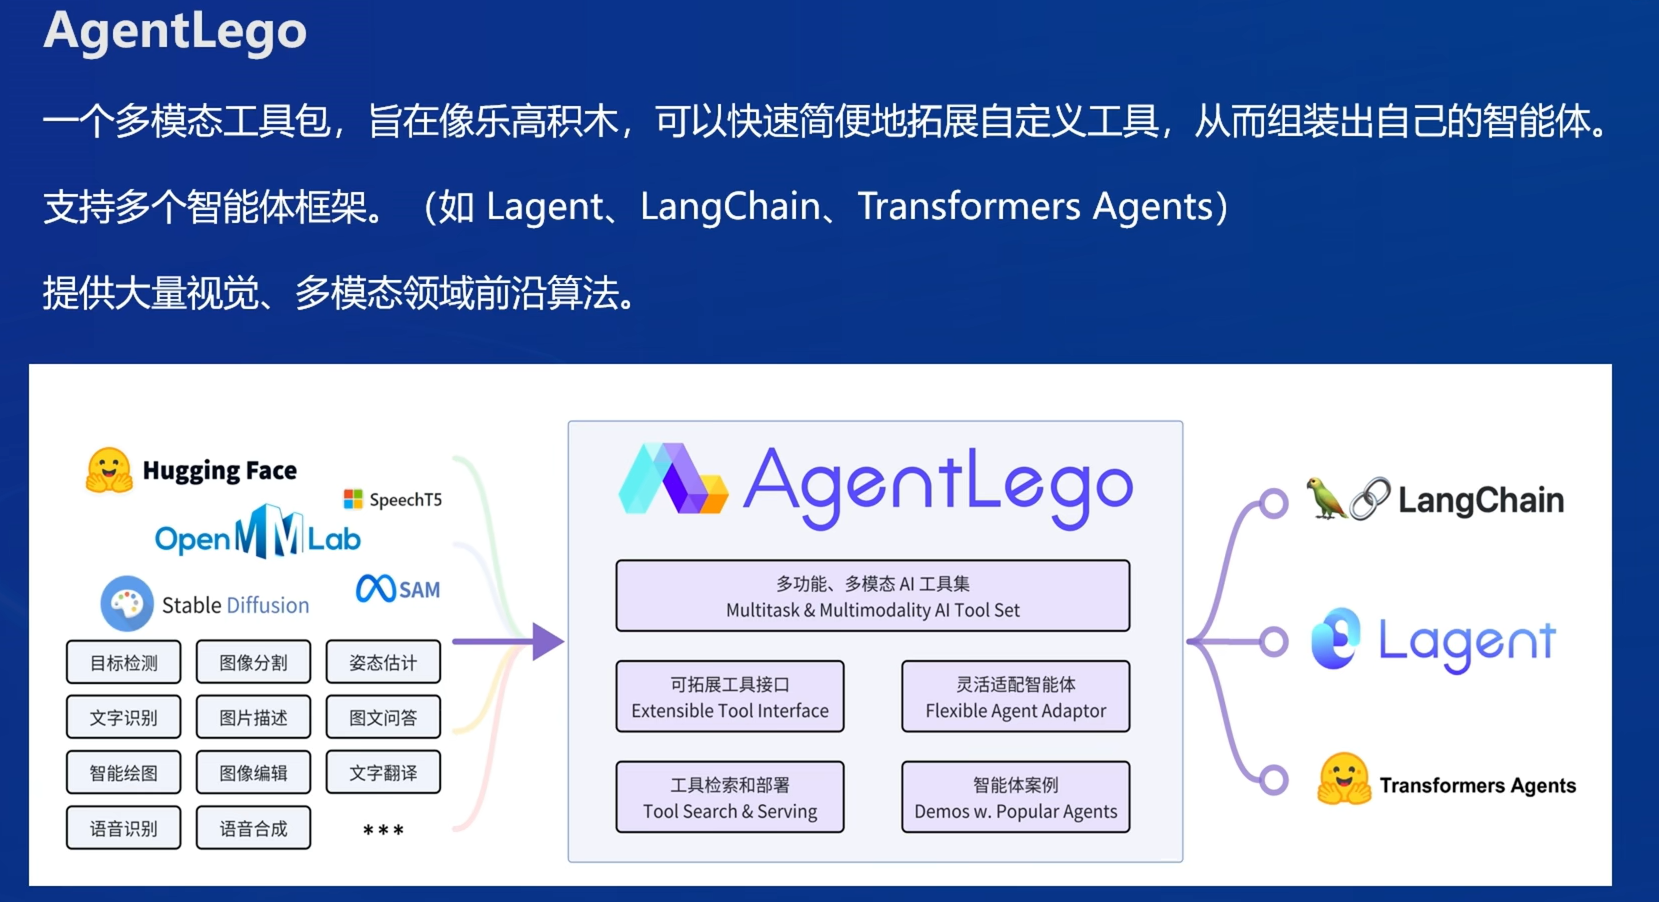 AgentLego
一个多模态工具包，旨在像乐高积木，可以快速简便地拓展自定义工具，从而组装出自己的智能体。
支持多个智能体框架。（如 Lagent、LangChain、Transformers Agents）
提供大量视觉、多模态领域前沿算法。
Hugging Face
SpeechT5
OpenMMLab
Stable Diffusion
SAM
目标检测
图像分割
姿态估计
文字识别
图片描述
图文问答
智能绘图
图像编辑
文字翻译
语音识别
语音合成
***
AgentLego
多功能、多模态 AI 工具集
Multitask & Multimodality AI Tool Set
可拓展工具接口
Extensible Tool Interface
灵活适配智能体
Flexible Agent Adaptor
工具检索和部署
Tool Search & Serving
智能体案例
Demos w. Popular Agents
LangChain
Lagent
Transformers Agents